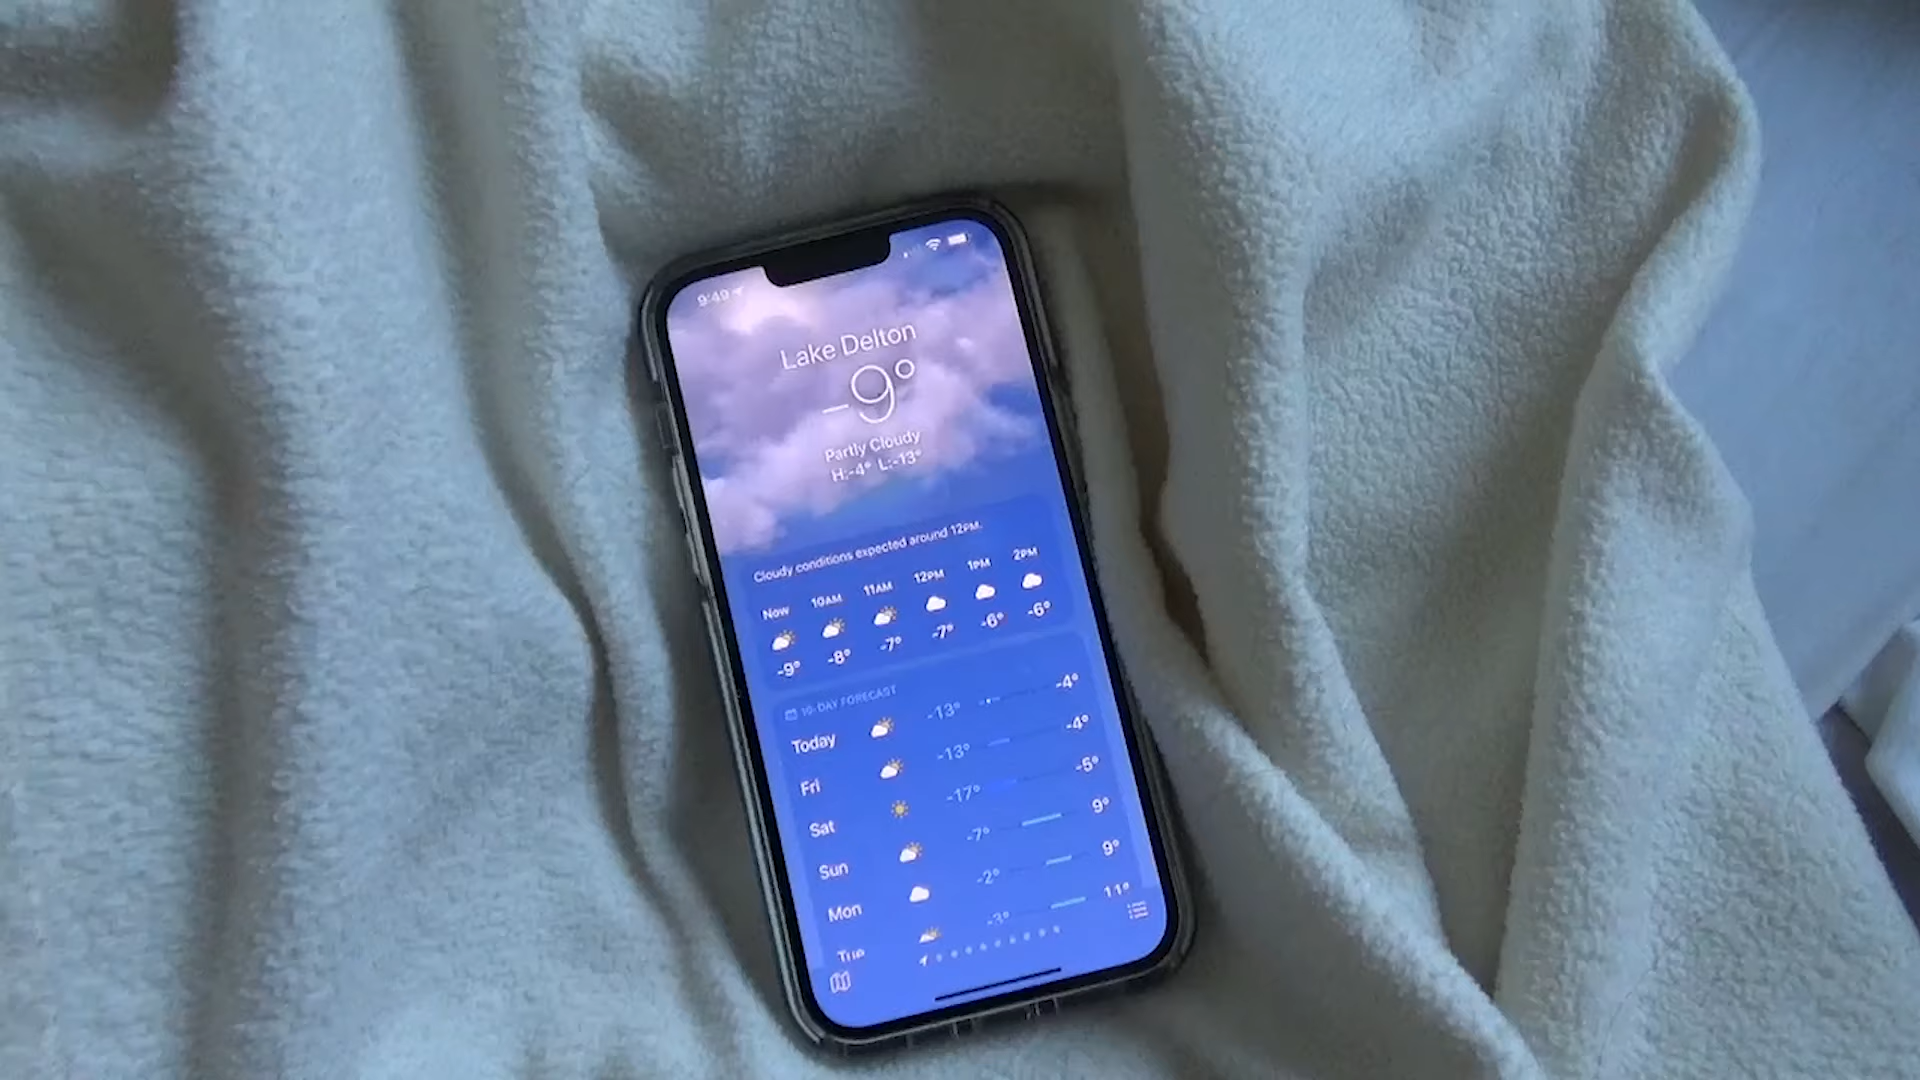 9:49
Lake Delton
-9°
Partly Cloudy
H:-4° L:-13°
Cloudy conditions expected around 12PM.
Now 10AM 11AM 12PM 1PM 2PM
-9° -8° -7° -7° -6° -6°
10-DAY FORECAST
Today -13° -4°
Fri -13° -4°
Sat -17° -5°
Sun -7° 9°
Mon -2° 9°
Tue -3° 11°